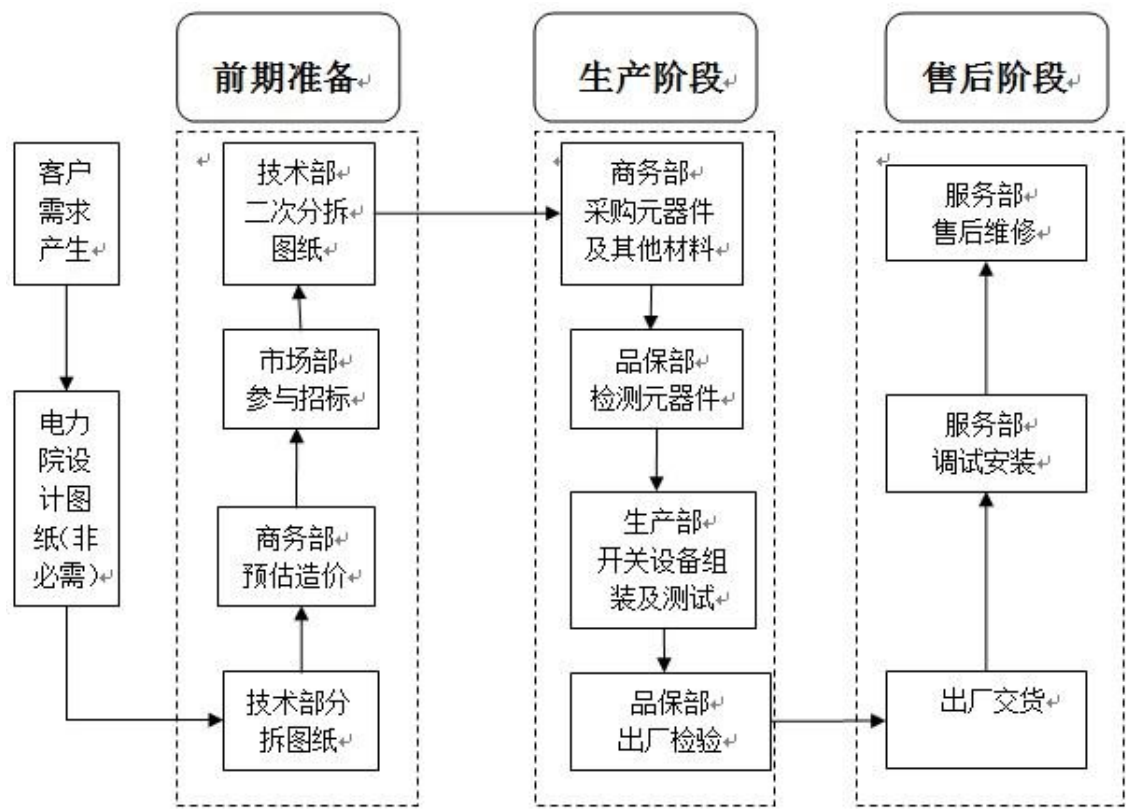 前期准备
生产阶段
售后阶段
客户
需求
产生
电力
院设
计图
纸(非
必需)
技术部
二次分拆
图纸
市场部
参与招标
商务部
预估造价
技术部分
拆图纸
商务部
采购元器件
及其他材料
品保部
检测元器件
生产部
开关设备组
装及测试
品保部
出厂检验
服务部
售后维修
服务部
调试安装
出厂交货